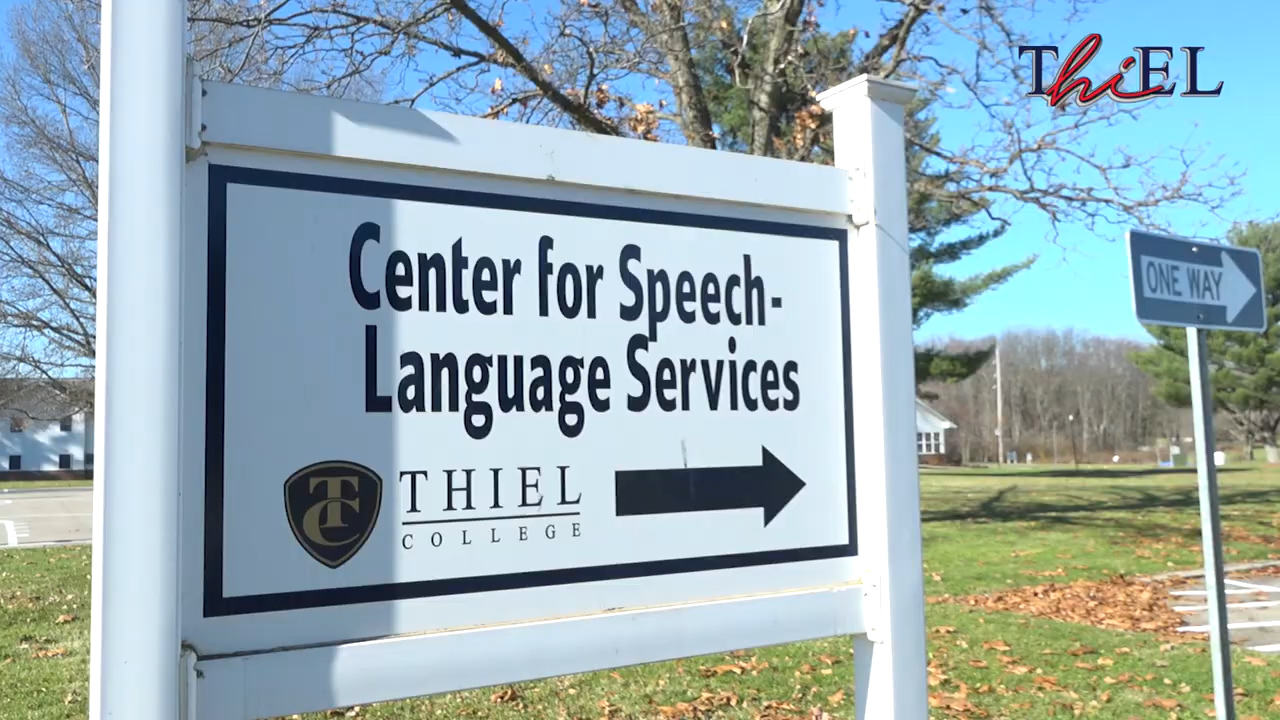 THiEL
ONE WAY
Center for Speech-
Language Services
TC
THIEL
COLLEGE